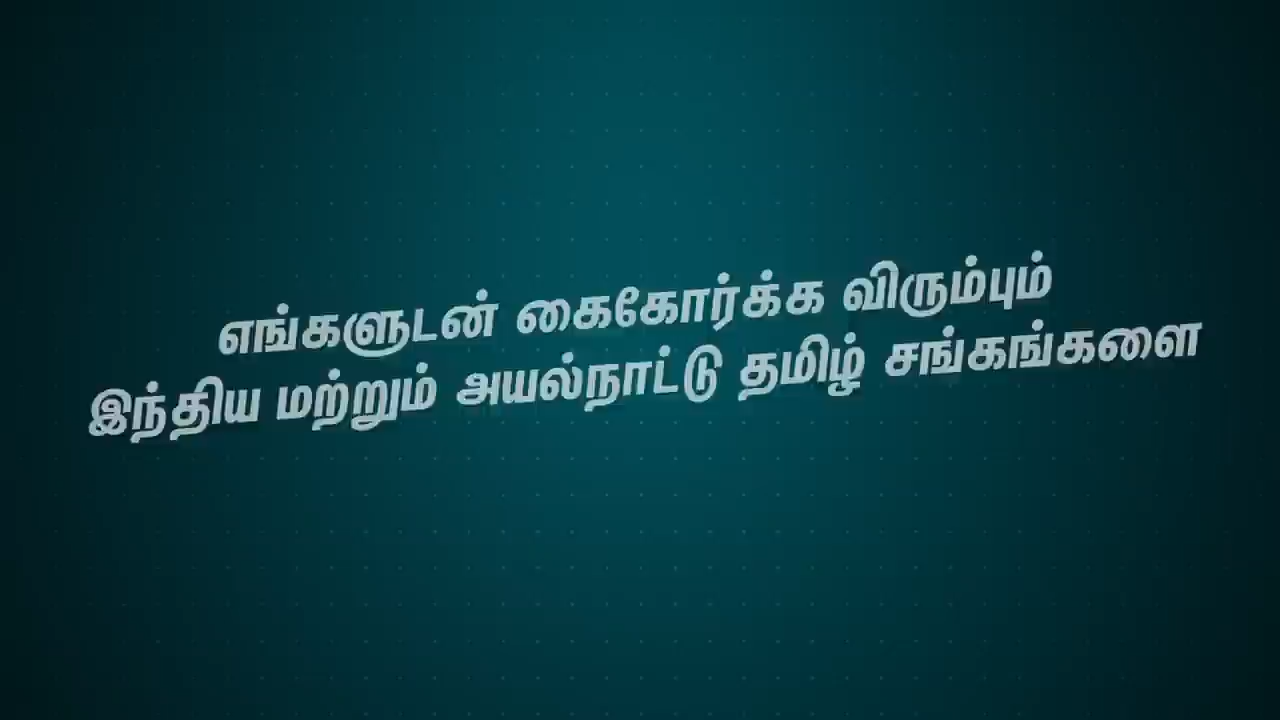 எங்களுடன் கைகோர்க்க விரும்பும்
இந்திய மற்றும் அயல்நாட்டு தமிழ் சங்கங்களை